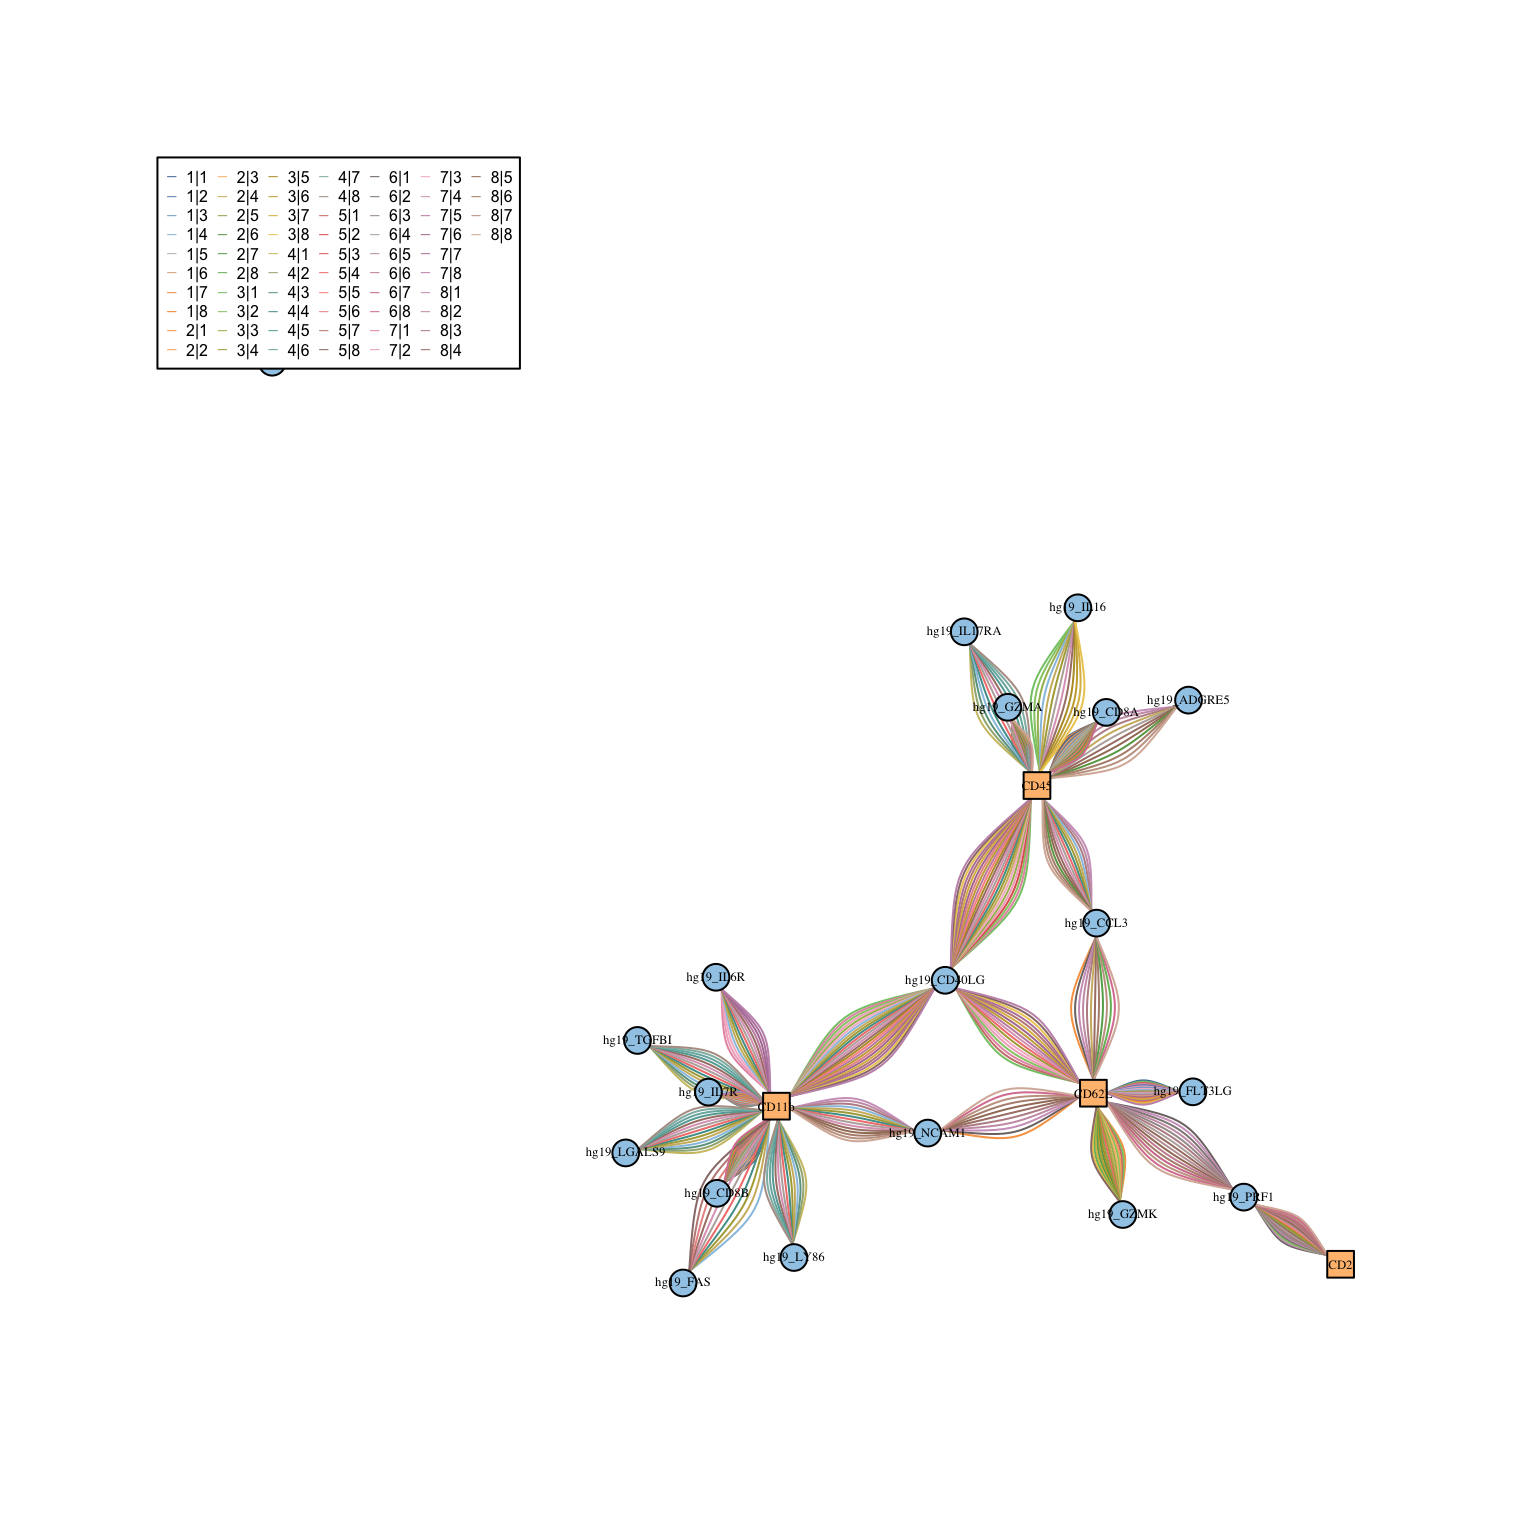 1|1 2|3 3|5 4|7 6|1 7|3 8|5
1|2 2|4 3|6 4|8 6|2 7|4 8|6
1|3 2|5 3|7 5|1 6|3 7|5 8|7
1|4 2|6 3|8 5|2 6|4 7|6 8|8
1|5 2|7 4|1 5|3 6|5 7|7
1|6 2|8 4|2 5|4 6|6 7|8
1|7 3|1 4|3 5|5 6|7 8|1
1|8 3|2 4|4 5|6 6|8 8|2
2|1 3|3 4|5 5|7 7|1 8|3
2|2 3|4 4|6 5|8 7|2 8|4
hg19_IL16
hg19_IL17RA
hg19_ADGRE5
hg19_GZMA
hg19_CD8A
CD45
hg19_CCL3
hg19_IL6R
hg19_CD40LG
hg19_TGFBI
hg19_IL7R
hg19_FLT3LG
CD62L
CD11b
hg19_NCAM1
hg19_LGALS9
hg19_CD8B
hg19_PRF1
hg19_GZMK
hg19_LY86
CD2
hg19_FAS